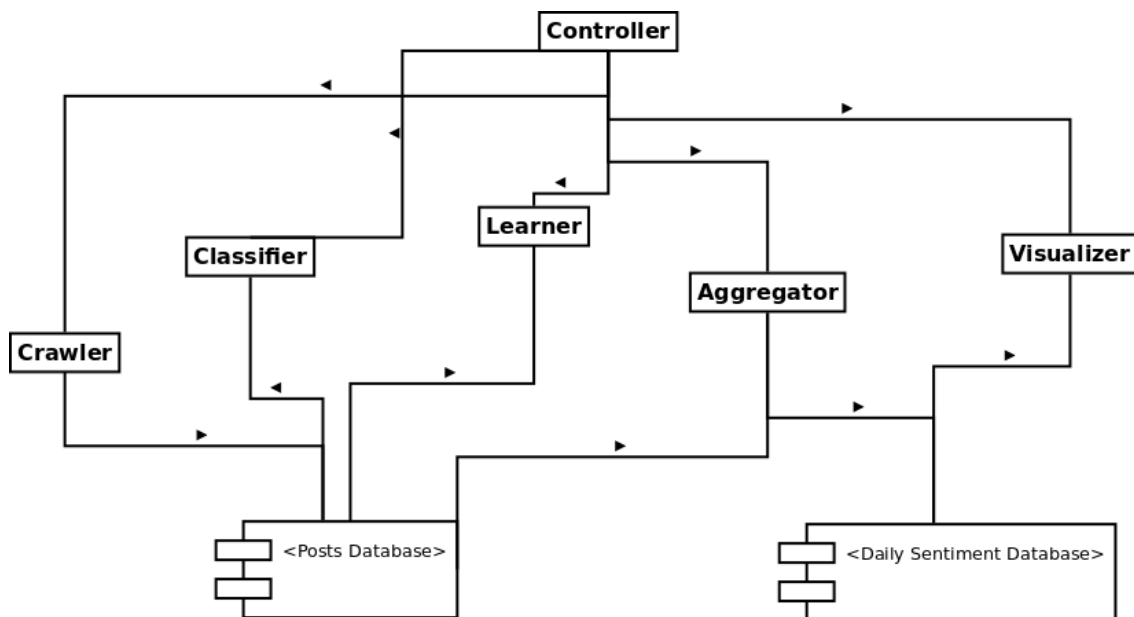 Controller
Learner
Classifier
Visualizer
Aggregator
Crawler
<Posts Database>
<Daily Sentiment Database>